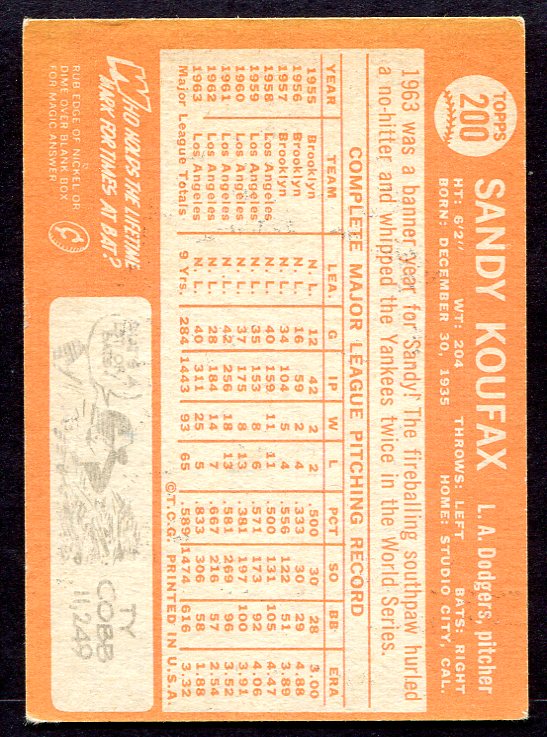 TOPPS
200
SANDY KOUFAX L. A. Dodgers, pitcher
HT: 6'2" WT: 204 THROWS: LEFT BATS: RIGHT
BORN: DECEMBER 30, 1935 HOME: STUDIO CITY, CAL.
1963 was a banner year for Sandy! The fireballing southpaw hurled
a no-hitter and whipped the Yankees twice in the World Series.
COMPLETE MAJOR LEAGUE PITCHING RECORD
YEAR TEAM LEA. G IP W L PCT SO BB ERA
1955 Brooklyn N. L. 12 42 2 2 .500 30 28 3.00
1956 Brooklyn N. L. 16 59 2 4 .333 30 29 4.88
1957 Brooklyn N. L. 34 104 5 4 .556 122 51 3.89
1958 Los Angeles N. L. 40 159 11 11 .500 131 105 4.47
1959 Los Angeles N. L. 35 153 8 6 .571 173 92 4.06
1960 Los Angeles N. L. 37 175 8 13 .381 197 100 3.91
1961 Los Angeles N. L. 42 256 18 13 .581 269 96 3.52
1962 Los Angeles N. L. 28 184 14 7 .667 216 57 2.54
1963 Los Angeles N. L. 40 311 25 5 .833 306 58 1.88
Major League Totals 9 Yrs. 284 1443 93 65 .589 1474 616 3.32
©T.C.G. PRINTED IN U.S.A.
WHO HOLDS THE LIFETIME
MARK FOR TIMES AT BAT?
RUB EDGE OF NICKEL OR
DIME OVER BLANK BOX
FOR MAGIC ANSWER
TY
COBB
11,249